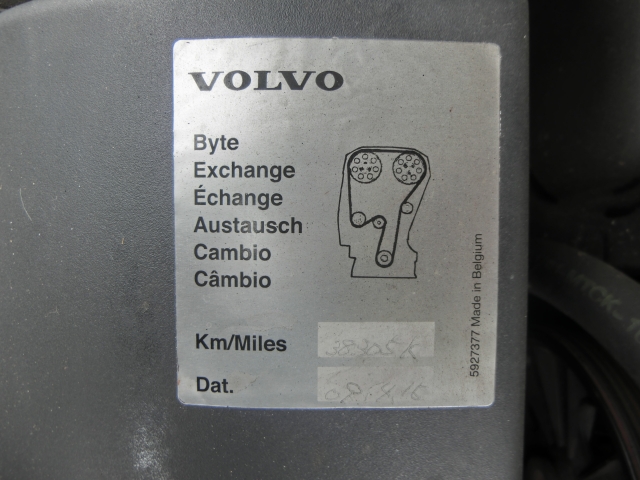 VOLVO
Byte
Exchange
Échange
Austausch
Cambio
Câmbio
Km/Miles
Dat.
5927377 Made in Belgium